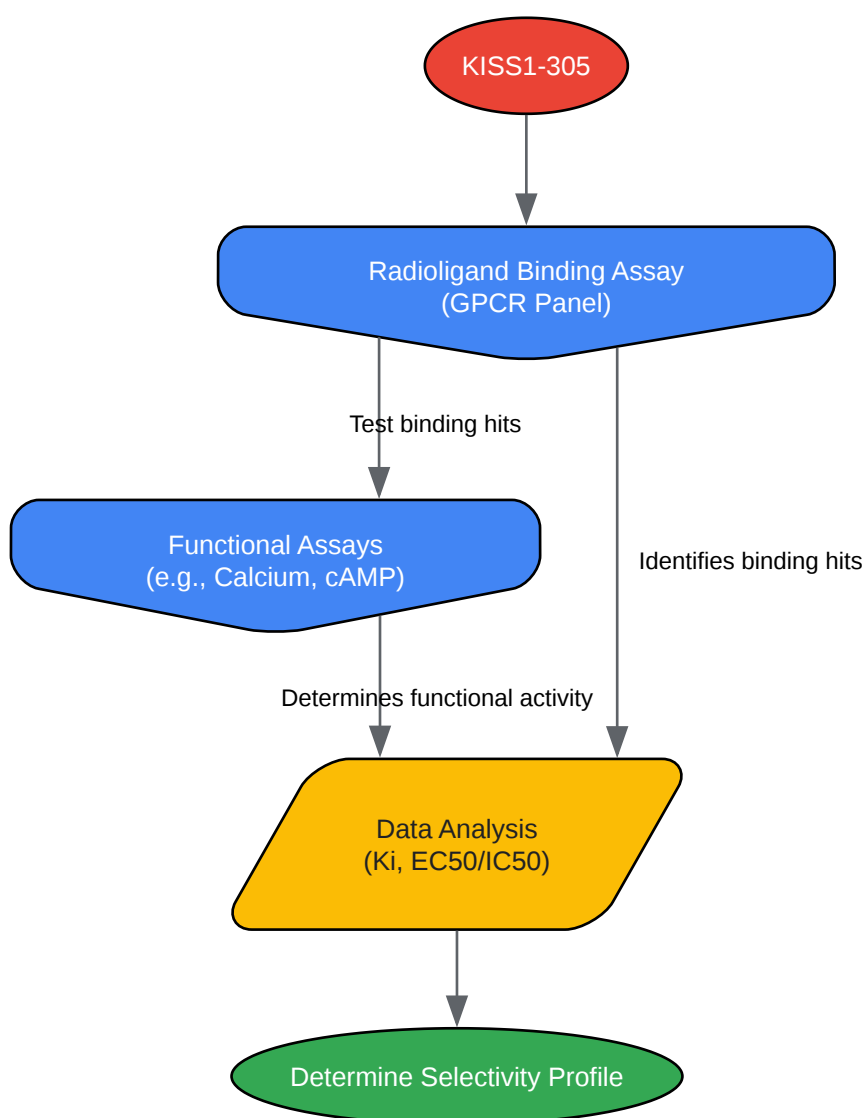 KISS1-305
Radioligand Binding Assay
(GPCR Panel)
Test binding hits
Functional Assays
(e.g., Calcium, cAMP)
Identifies binding hits
Determines functional activity
Data Analysis
(Ki, EC50/IC50)
Determine Selectivity Profile